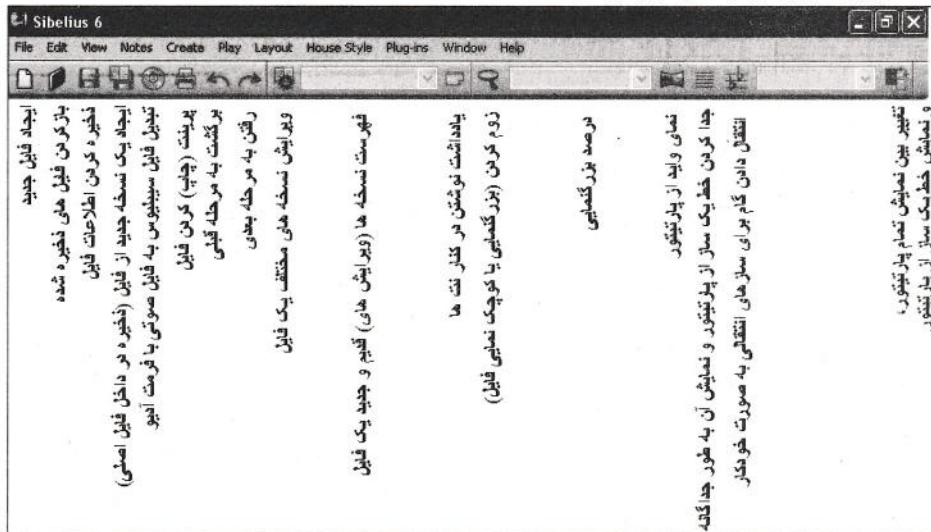 Sibelius 6
File Edit View Notes Create Play Layout House Style Plug-ins Window Help
ایجاد فایل جدید
باز کردن فایل های ذخیره شده
ذخیره کردن اطلاعات فایل
ایجاد یک نسخه جدید از فایل (ذخیره در داخل فایل اصلی)
تبدیل فایل سیبلیوس به فایل صوتی با فرمت آدیو
پرینت (چاپ) کردن فایل
برگشت به مرحله قبلی
رفتن به مرحله بعدی
ویرایش نسخه های مختلف یک فایل
فهرست نسخه ها (ویرایش های) قدیم و جدید یک فایل
یادداشت نوشتن در کنار نت ها
زوم کردن (بزرگنمایی یا کوچک نمایی فایل)
درصد بزرگنمایی
نمای واید از پارتیتور
جدا کردن خط یک ساز از پارتیتور و نمایش آن به طور جداگانه
انتقال دادن گام برای سازهای انتقالی به صورت خودکار
تغییر بین نمایش تمام پارتیتور،
و نمایش خط یک ساز از پارتیتور.